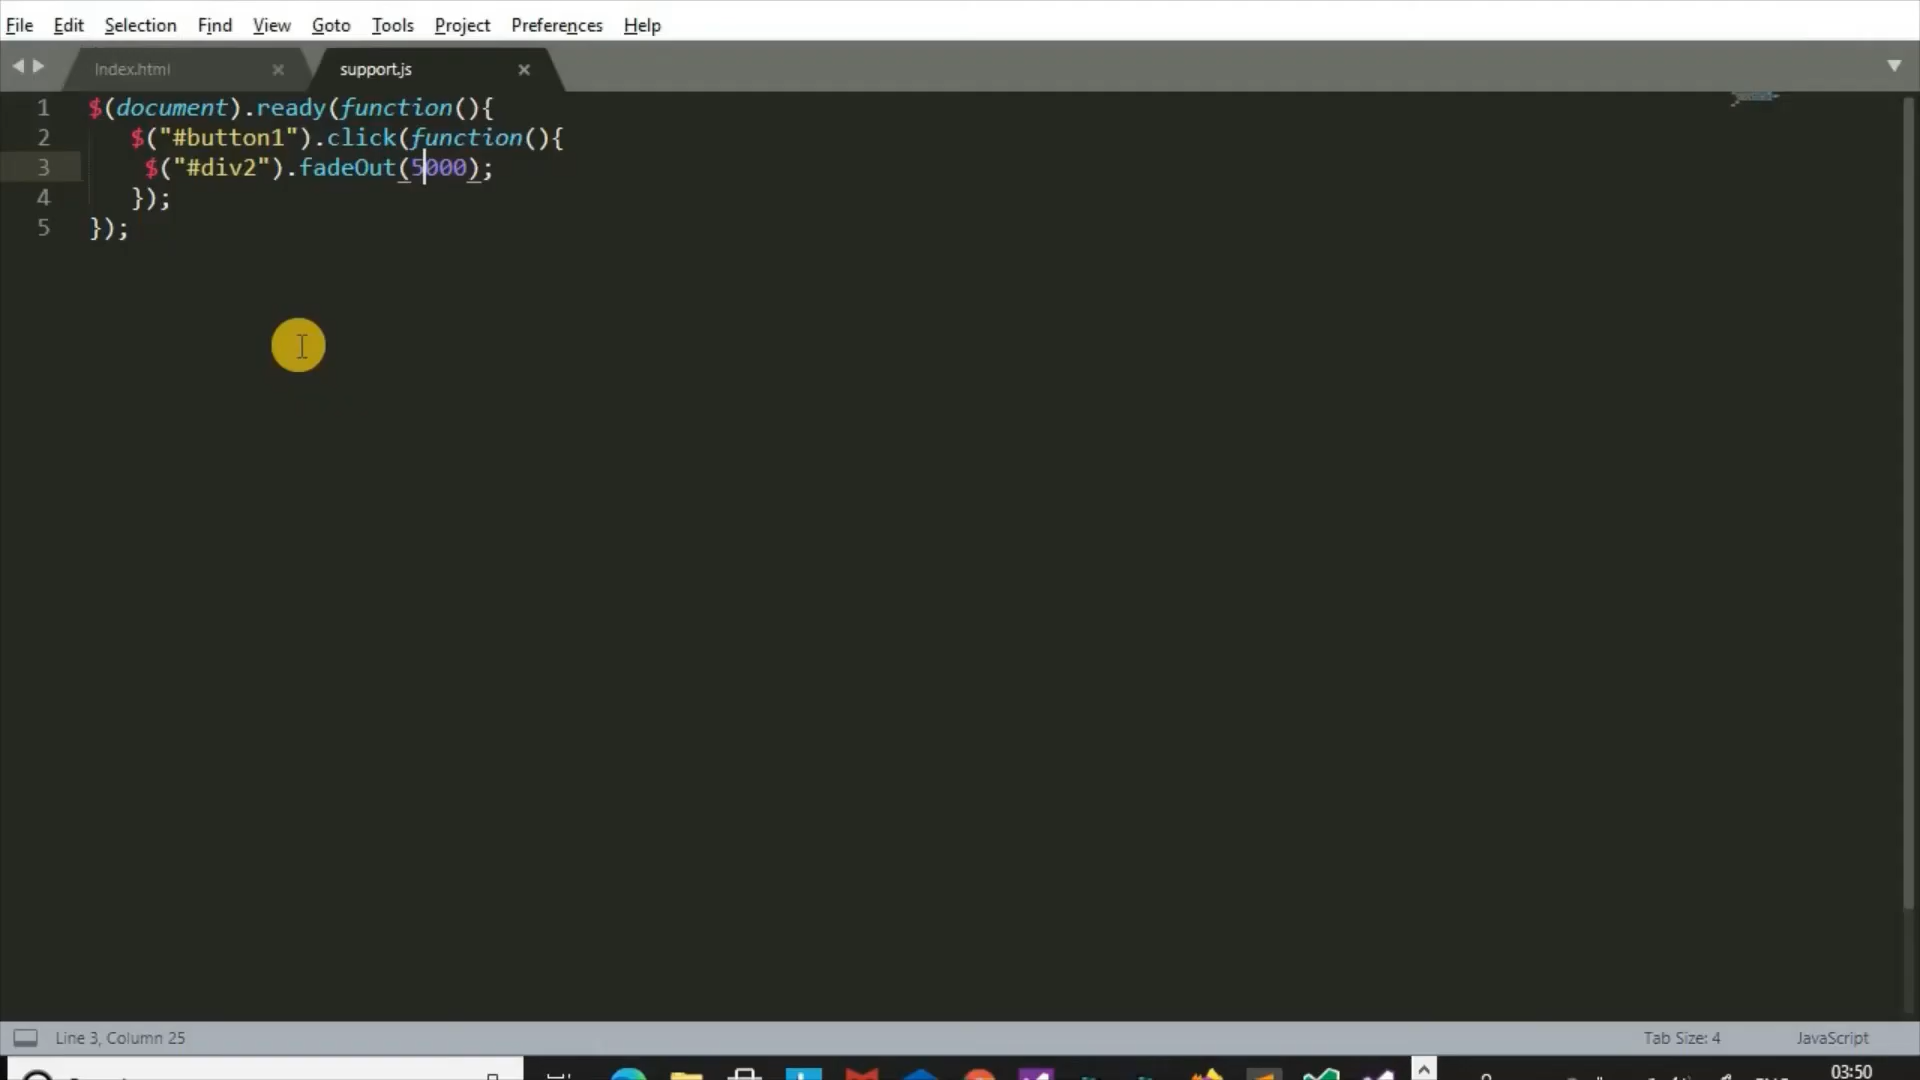 File Edit Selection Find View Goto Tools Project Preferences Help
Index.html × support.js ×
1 $(document).ready(function(){
2 $("#button1").click(function(){
3 $("#div2").fadeOut(5000);
4 });
5 });
Line 3, Column 25 Tab Size: 4 JavaScript
03:50